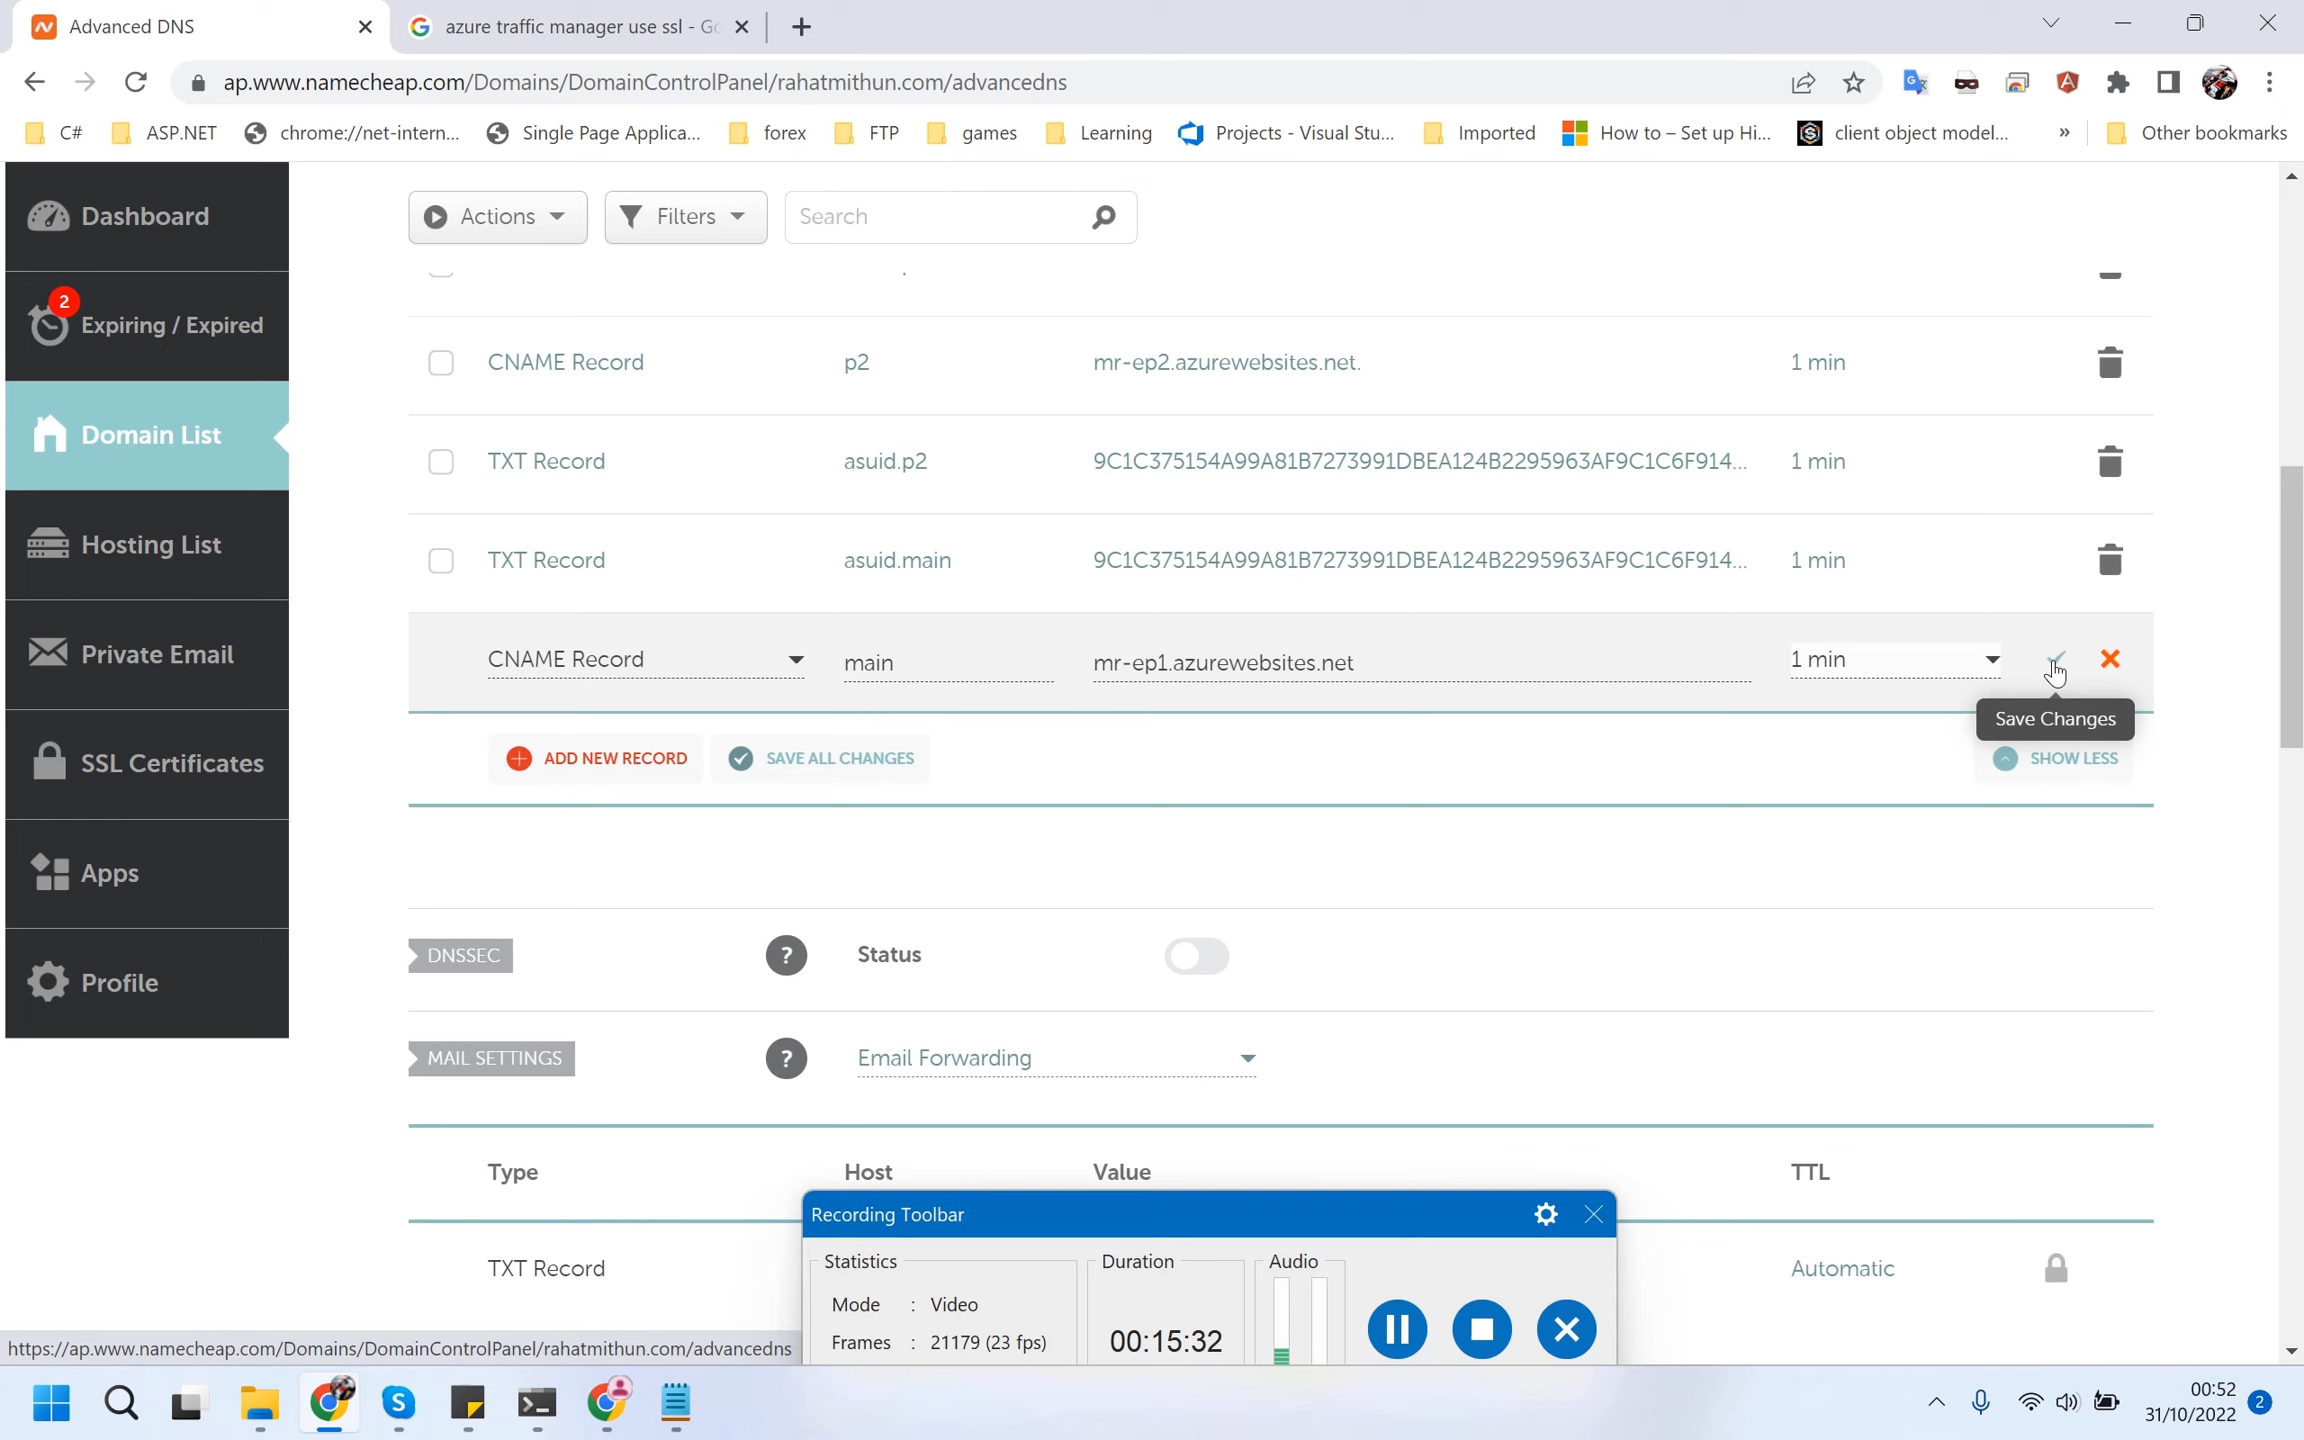 Advanced DNS
azure traffic manager use ssl - Go
ap.www.namecheap.com/Domains/DomainControlPanel/rahatmithun.com/advancedns
C# ASP.NET chrome://net-intern... Single Page Applica... forex FTP games Learning Projects - Visual Stu... Imported How to – Set up Hi... client object model... » Other bookmarks
Dashboard
2
Expiring / Expired
Domain List
Hosting List
Private Email
SSL Certificates
Apps
Profile
Actions Filters Search
CNAME Record p2 mr-ep2.azurewebsites.net. 1 min
TXT Record asuid.p2 9C1C375154A99A81B7273991DBEA124B2295963AF9C1C6F914... 1 min
TXT Record asuid.main 9C1C375154A99A81B7273991DBEA124B2295963AF9C1C6F914... 1 min
CNAME Record main mr-ep1.azurewebsites.net 1 min
Save Changes
ADD NEW RECORD SAVE ALL CHANGES SHOW LESS
DNSSEC ? Status
MAIL SETTINGS ? Email Forwarding
Type Host Value TTL
TXT Record Automatic
Recording Toolbar
Statistics Duration Audio
Mode : Video
Frames : 21179 (23 fps) 00:15:32
https://ap.www.namecheap.com/Domains/DomainControlPanel/rahatmithun.com/advancedns
00:52
31/10/2022 2